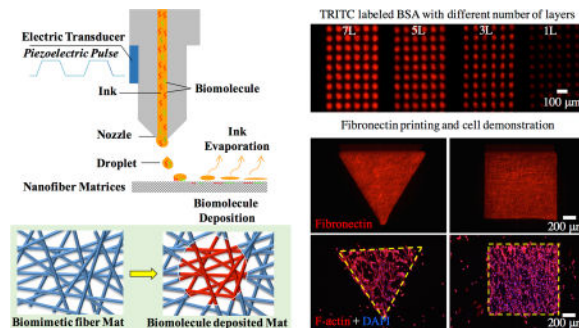 Electric Transducer
Piezoelectric Pulse
Ink
Biomolecule
Nozzle
Droplet
Ink
Evaporation
Nanofiber Matrices
Biomolecule
Deposition
Biomimetic fiber Mat
Biomolecule deposited Mat
TRITC labeled BSA with different number of layers
7L 5L 3L 1L
100 μm
Fibronectin printing and cell demonstration
Fibronectin
200 μm
F-actin + DAPI
200 μm